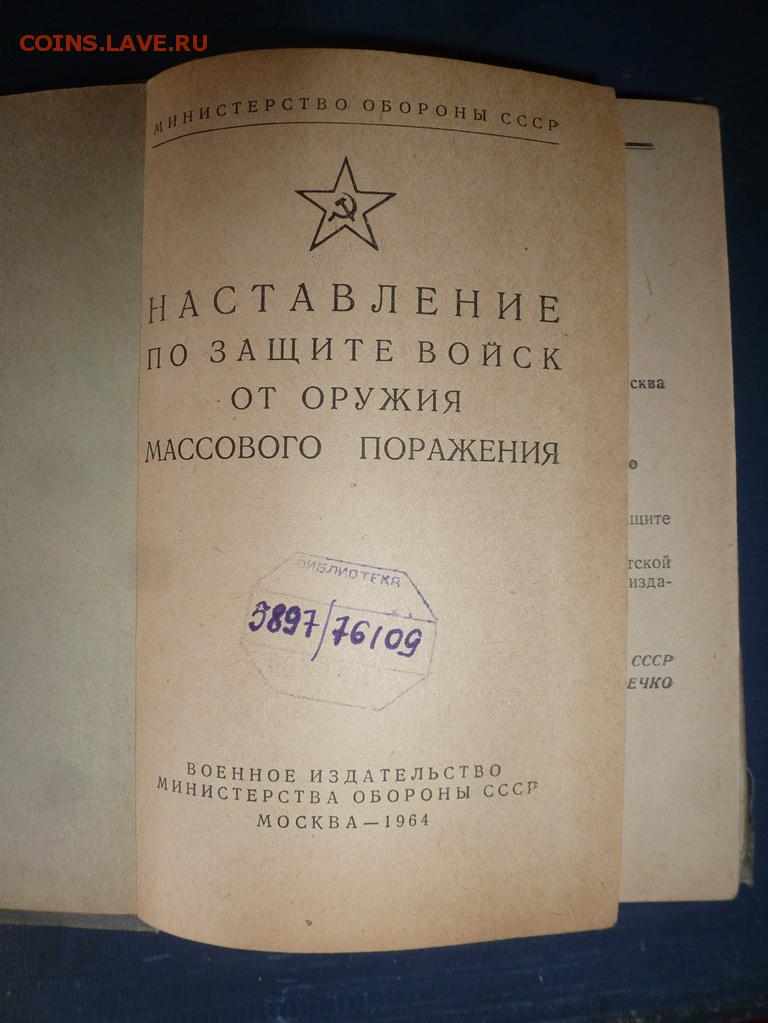 COINS.LAVE.RU
МИНИСТЕРСТВО ОБОРОНЫ СССР
НАСТАВЛЕНИЕ
ПО ЗАЩИТЕ ВОЙСК
ОТ ОРУЖИЯ
МАССОВОГО ПОРАЖЕНИЯ
БИБЛИОТЕКА
5897/76109
ВОЕННОЕ ИЗДАТЕЛЬСТВО
МИНИСТЕРСТВА ОБОРОНЫ СССР
МОСКВА—1964
сква
о
щите
тской
изда-
СССР
ЕЧКО